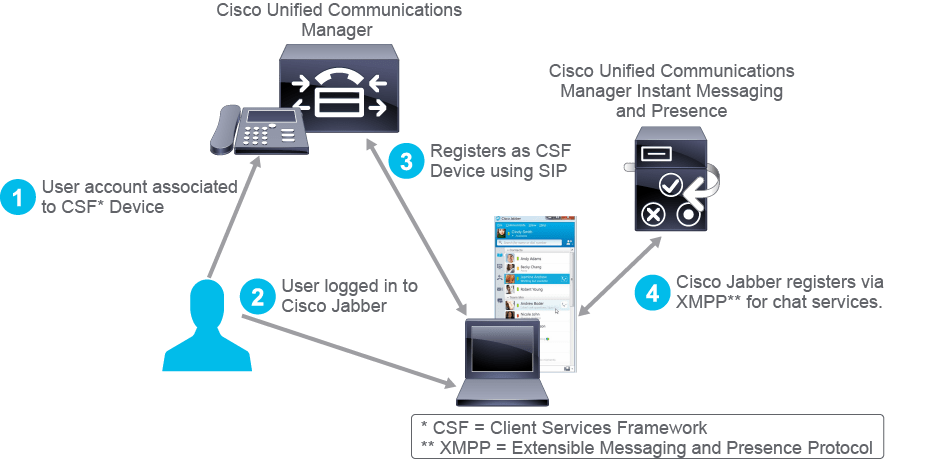 Cisco Unified Communications
Manager
Cisco Unified Communications
Manager Instant Messaging
and Presence
3
Registers as CSF
Device using SIP
1
User account associated
to CSF* Device
Cisco Jabber
Cindy Smith
Andy Adams
Becky Chang
Robert Young
Andrew Bader
Nicole John
2
User logged in to
Cisco Jabber
4
Cisco Jabber registers via
XMPP** for chat services.
* CSF = Client Services Framework
** XMPP = Extensible Messaging and Presence Protocol